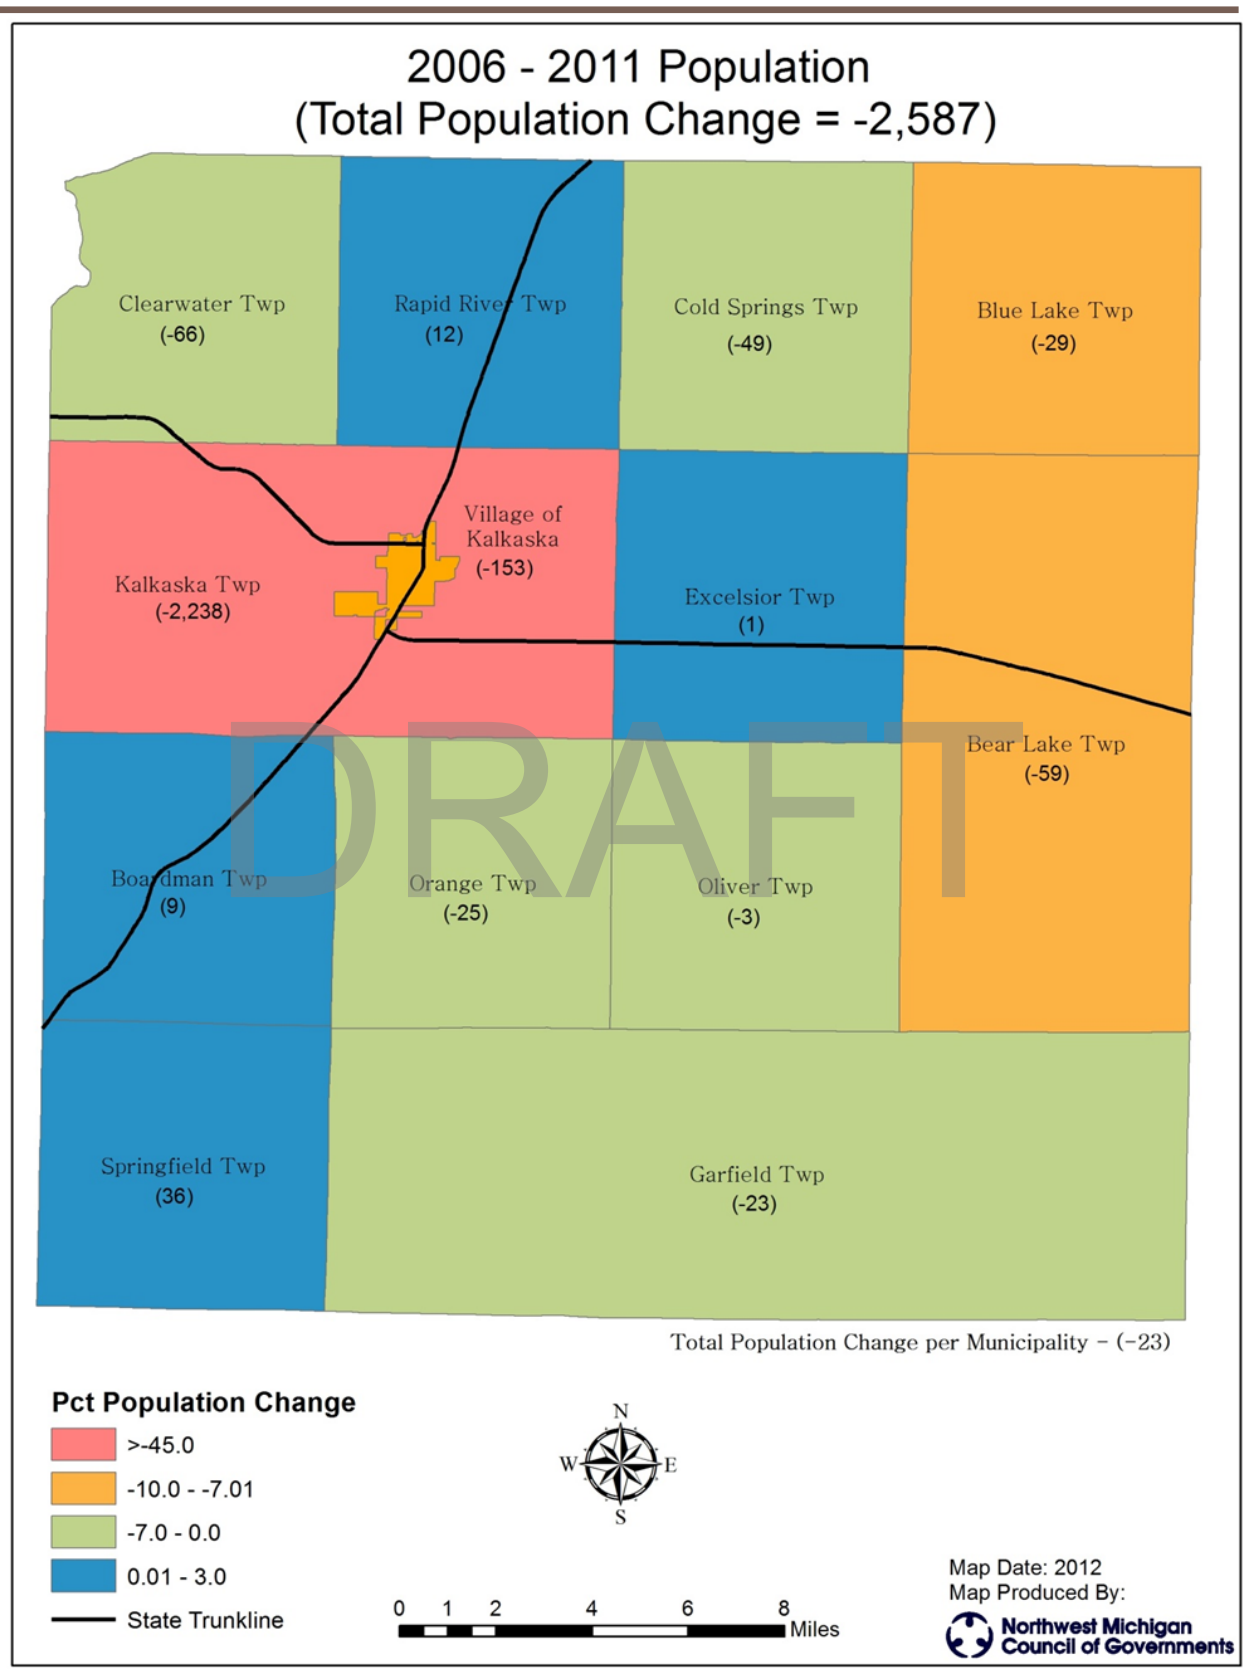 2006 - 2011 Population
(Total Population Change = -2,587)
Clearwater Twp
(-66)
Rapid River Twp
(12)
Cold Springs Twp
(-49)
Blue Lake Twp
(-29)
Village of
Kalkaska
(-153)
Kalkaska Twp
(-2,238)
Excelsior Twp
(1)
DRAFT
Bear Lake Twp
(-59)
Boardman Twp
(9)
Orange Twp
(-25)
Oliver Twp
(-3)
Springfield Twp
(36)
Garfield Twp
(-23)
Total Population Change per Municipality - (-23)
Pct Population Change
>-45.0
-10.0 - -7.01
-7.0 - 0.0
0.01 - 3.0
State Trunkline
N
W E
S
0 1 2 4 6 8
Miles
Map Date: 2012
Map Produced By:
Northwest Michigan
Council of Governments